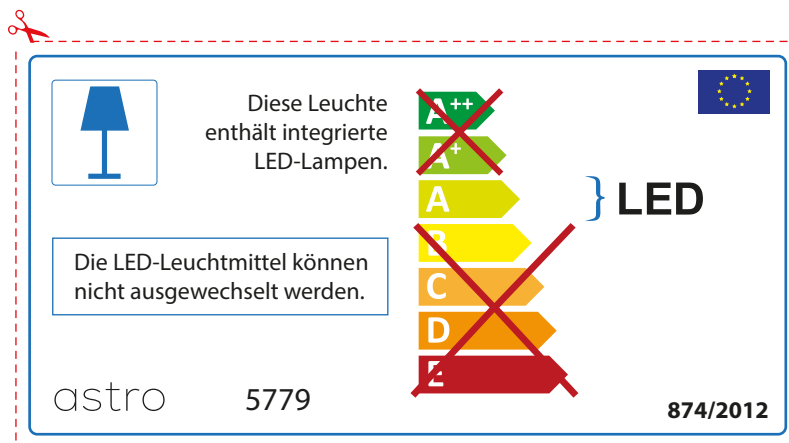 Diese Leuchte
enthält integrierte
LED-Lampen.
Die LED-Leuchtmittel können
nicht ausgewechselt werden.
A++
A+
A
B
C
D
E
LED
astro
5779
874/2012